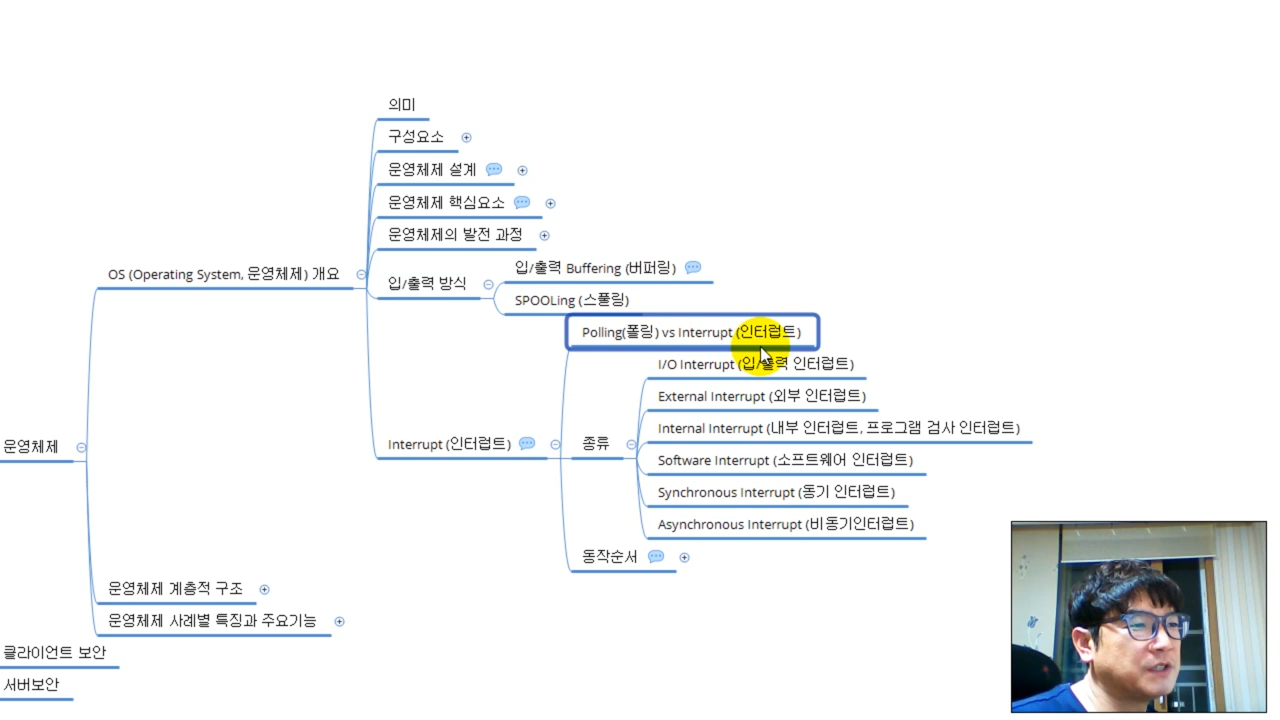 의미
구성요소
운영체제 설계
운영체제 핵심요소
운영체제의 발전 과정
OS (Operating System, 운영체제) 개요
입/출력 방식
입/출력 Buffering (버퍼링)
SPOOLing (스풀링)
Polling(폴링) vs Interrupt (인터럽트)
I/O Interrupt (입/출력 인터럽트)
External Interrupt (외부 인터럽트)
Internal Interrupt (내부 인터럽트, 프로그램 검사 인터럽트)
운영체제
Interrupt (인터럽트)
종류
Software Interrupt (소프트웨어 인터럽트)
Synchronous Interrupt (동기 인터럽트)
Asynchronous Interrupt (비동기인터럽트)
동작순서
운영체제 계층적 구조
운영체제 사례별 특징과 주요기능
클라이언트 보안
서버보안